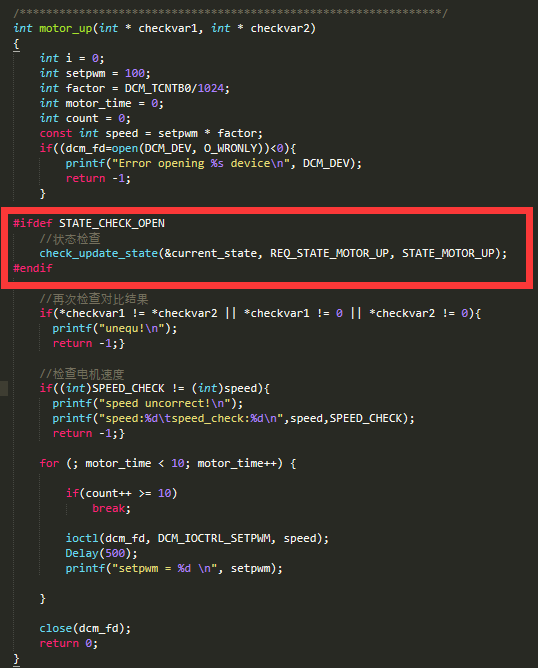 /*****************************************************************/
int motor_up(int * checkvar1, int * checkvar2)
{
int i = 0;
int setpwm = 100;
int factor = DCM_TCNTB0/1024;
int motor_time = 0;
int count = 0;
const int speed = setpwm * factor;
if((dcm_fd=open(DCM_DEV, O_WRONLY))<0){
printf("Error opening %s device\n", DCM_DEV);
return -1;
}
#ifdef STATE_CHECK_OPEN
//状态检查
check_update_state(&current_state, REQ_STATE_MOTOR_UP, STATE_MOTOR_UP);
#endif
//再次检查对比结果
if(*checkvar1 != *checkvar2 || *checkvar1 != 0 || *checkvar2 != 0){
printf("unequ!\n");
return -1;}
//检查电机速度
if((int)SPEED_CHECK != (int)speed){
printf("speed uncorrect!\n");
printf("speed:%d\tspeed_check:%d\n",speed,SPEED_CHECK);
return -1;}
for (; motor_time < 10; motor_time++) {
if(count++ >= 10)
break;
ioctl(dcm_fd, DCM_IOCTRL_SETPWM, speed);
Delay(500);
printf("setpwm = %d \n", setpwm);
}
close(dcm_fd);
return 0;
}